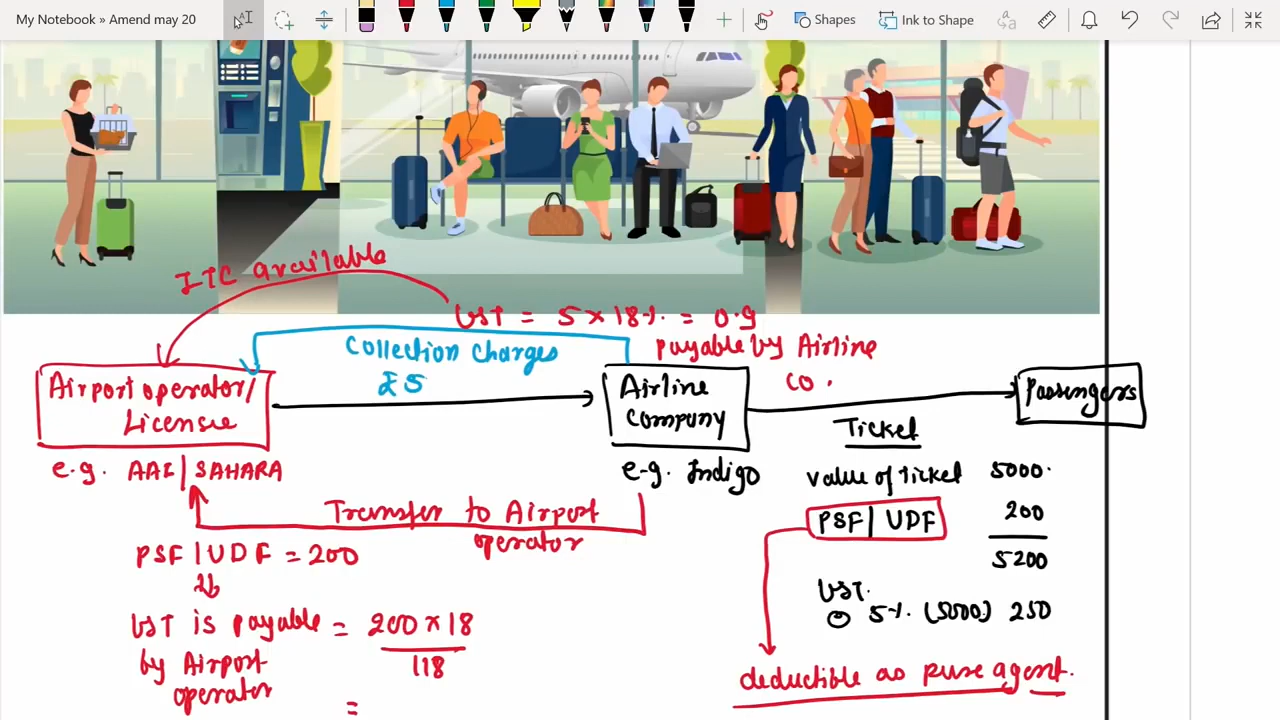 My Notebook » Amend may 20
Shapes
Ink to Shape
ITC available
GST = 5 × 18% = 0.9
Collection Charges
₹5
payable by Airline
co.
Airport operator/
Licensie
Airline
Company
Passengers
e.g. AAI | SAHARA
e.g. Indigo
Ticket
value of Ticket 5000
PSF | UDF 200
5200
GST
@ 5% (5000) 250
Transfer to Airport
operator
PSF | UDF = 200
GST is payable = 200 × 18
118
by Airport
operator
=
deductible as pure agent.